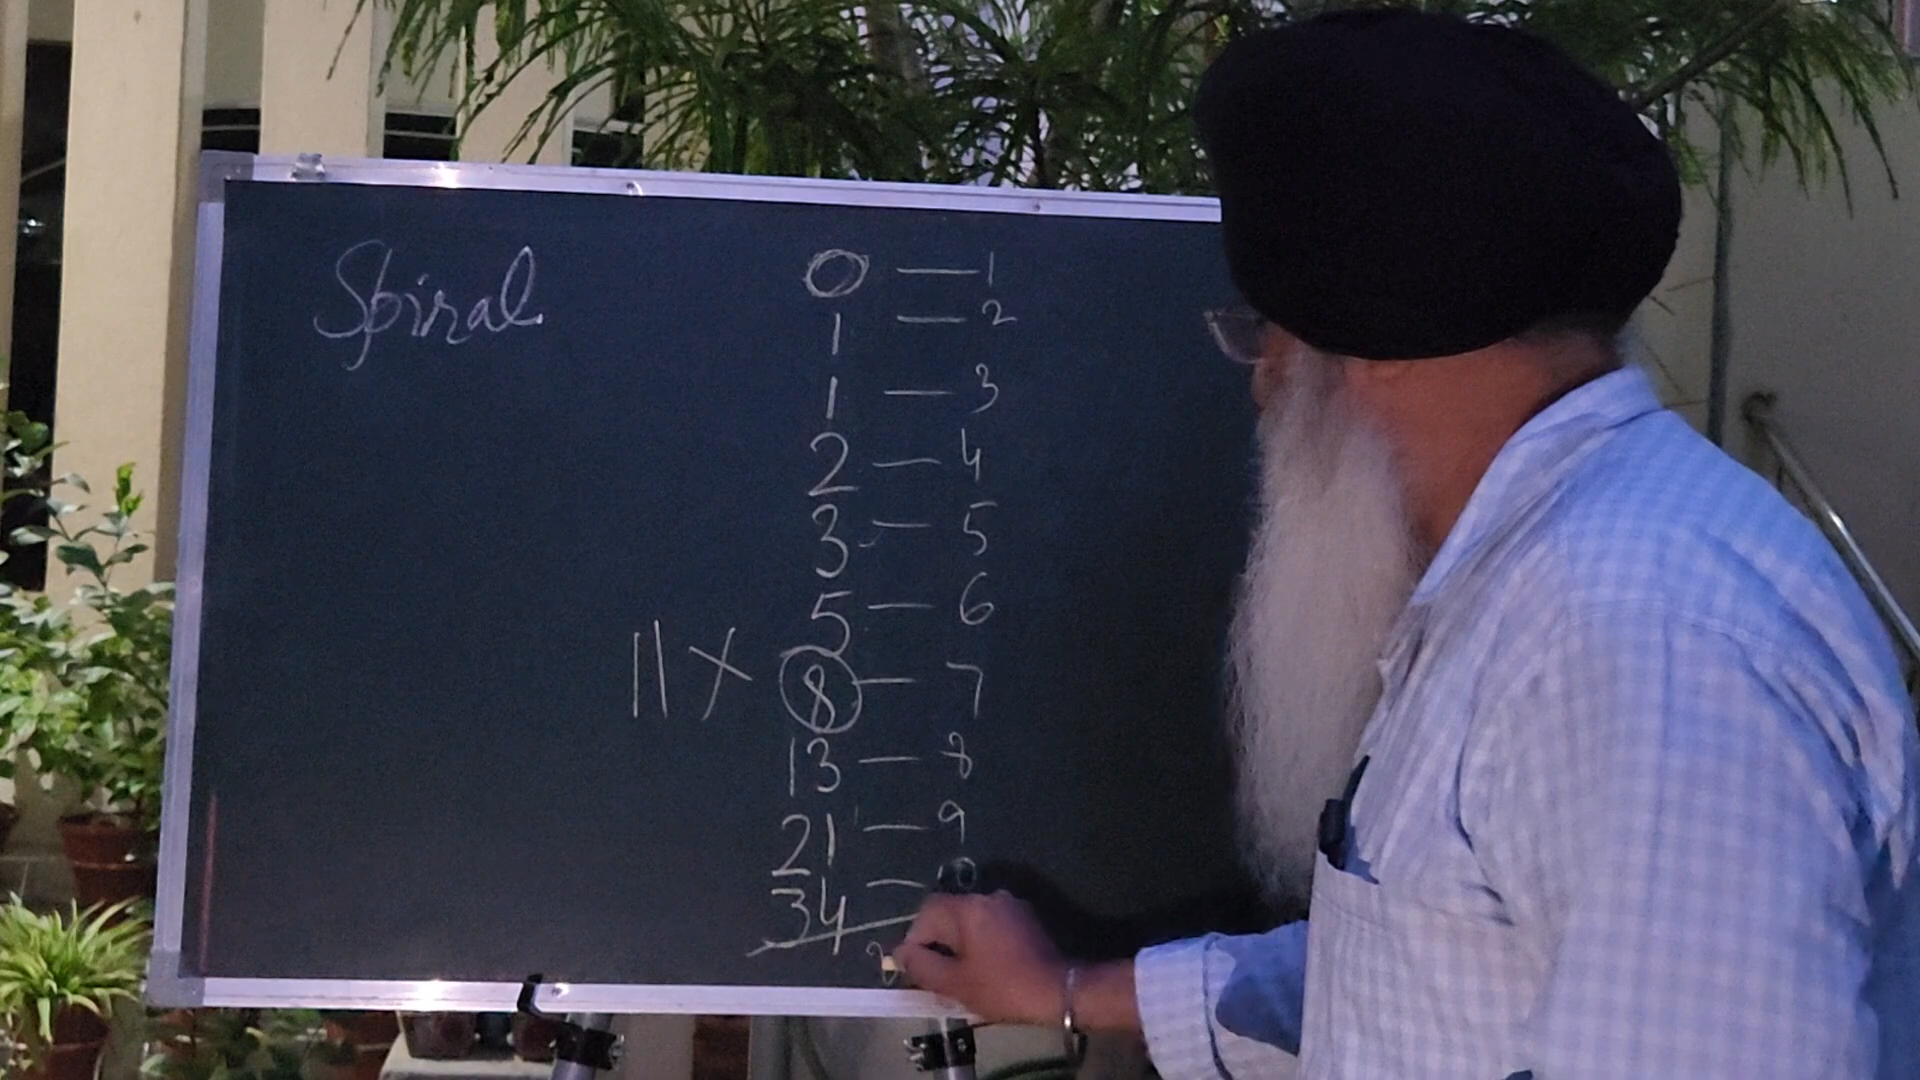 Spiral
0 — 1
1 — 2
1 — 3
2 — 4
3 — 5
5 — 6
11 X 8 — 7
13 — 8
21 — 9
34 —
8